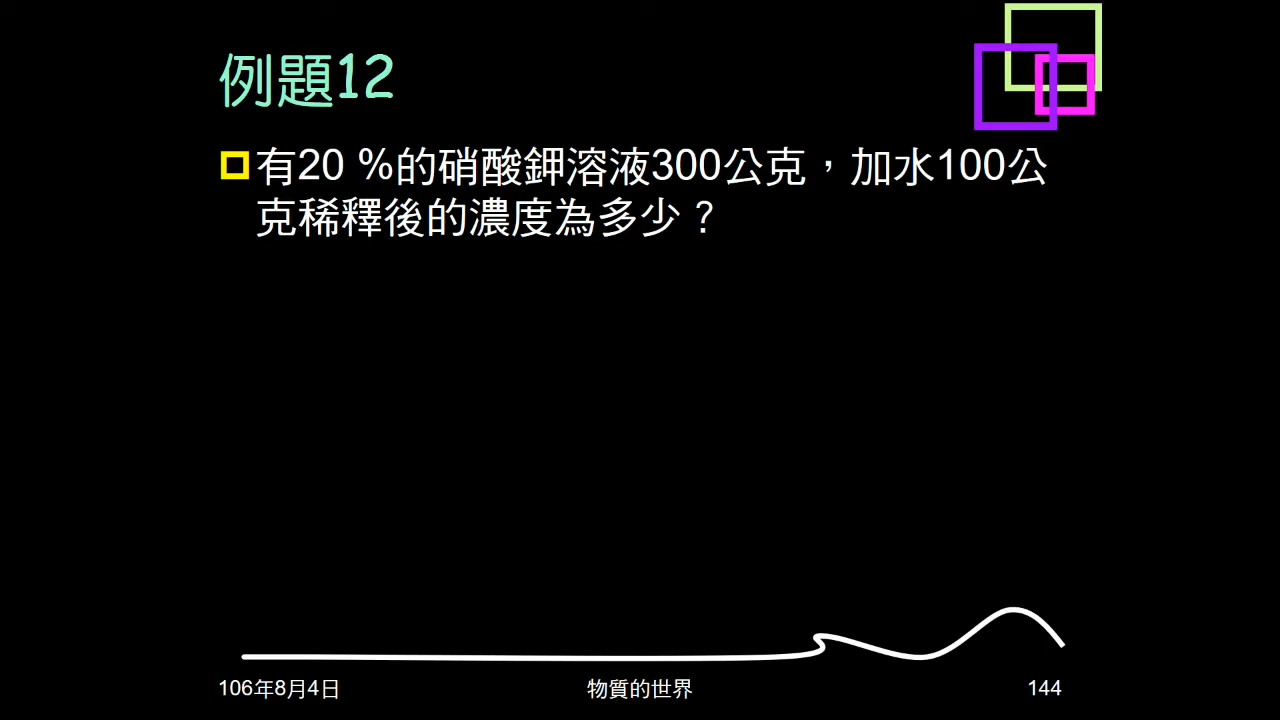 例題12
有20 %的硝酸鉀溶液300公克，加水100公
克稀釋後的濃度為多少？
106年8月4日
物質的世界
144